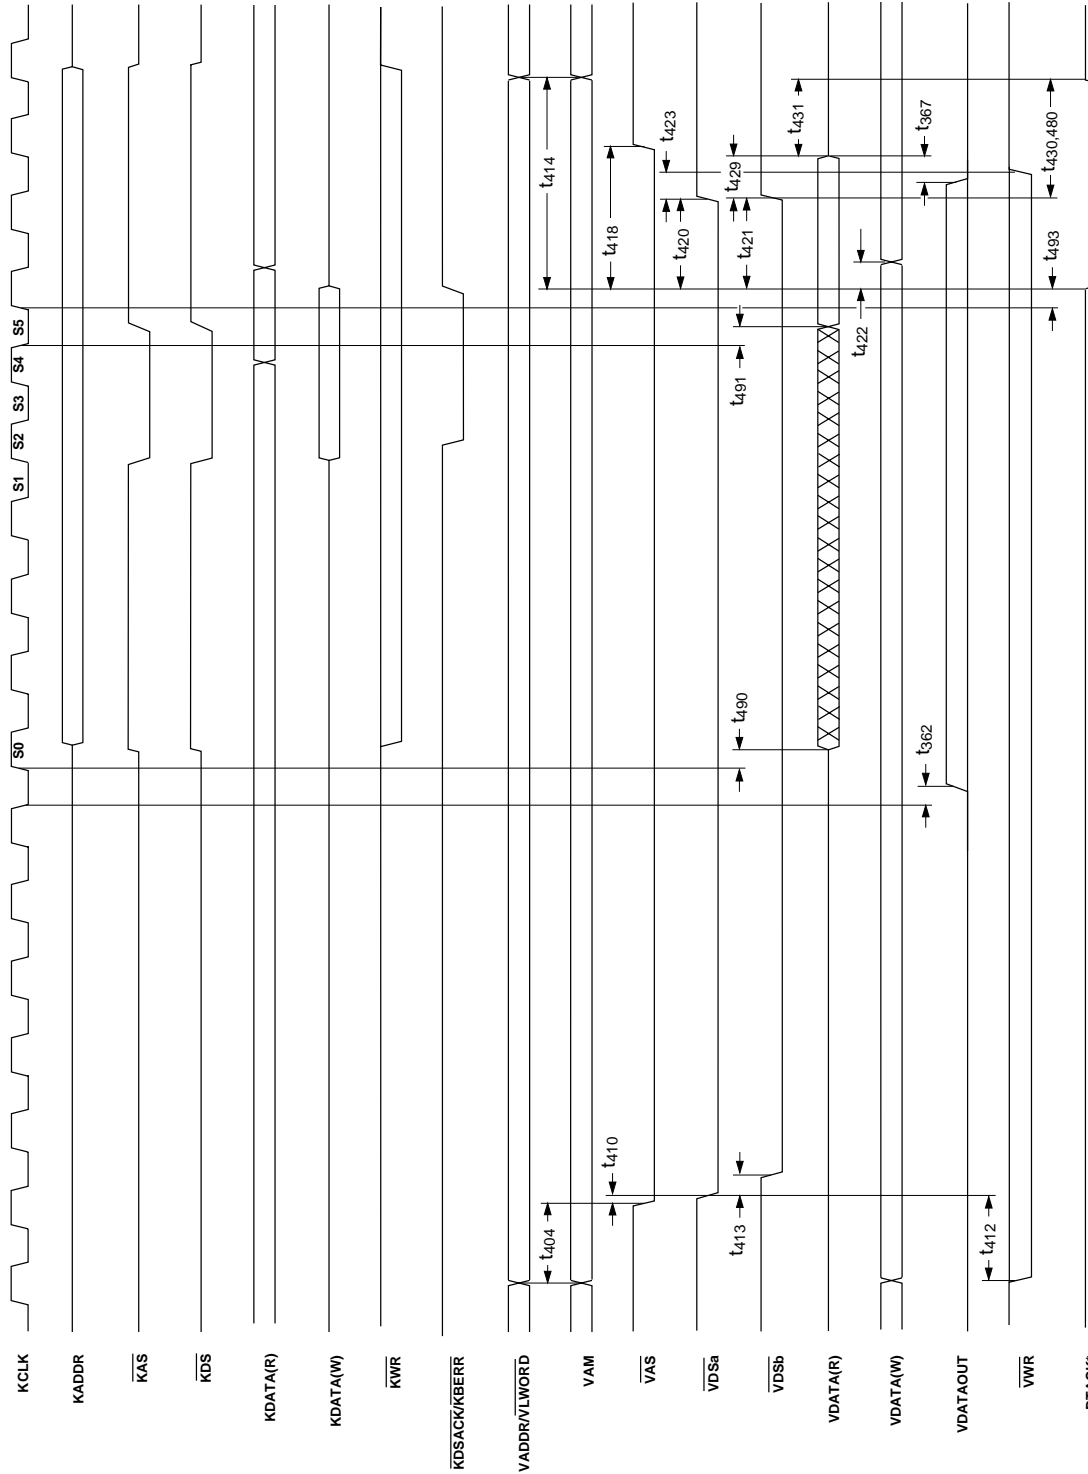 KCLK S0 S1 S2 S3 S4 S5
KADDR
KAS
KDS
KDATA(R)
KDATA(W)
KWR
KDSACK/KBERR
VADDR/VLWORD
t404 t414
VAM
t410 t418
VAS
t423
t420
VDSa
t413 t490 t491 t421 t429
VDSb
t431
VDATA(R)
t422
VDATA(W)
t362 t367
VDATAOUT
t412
VWR
t493 t430,480